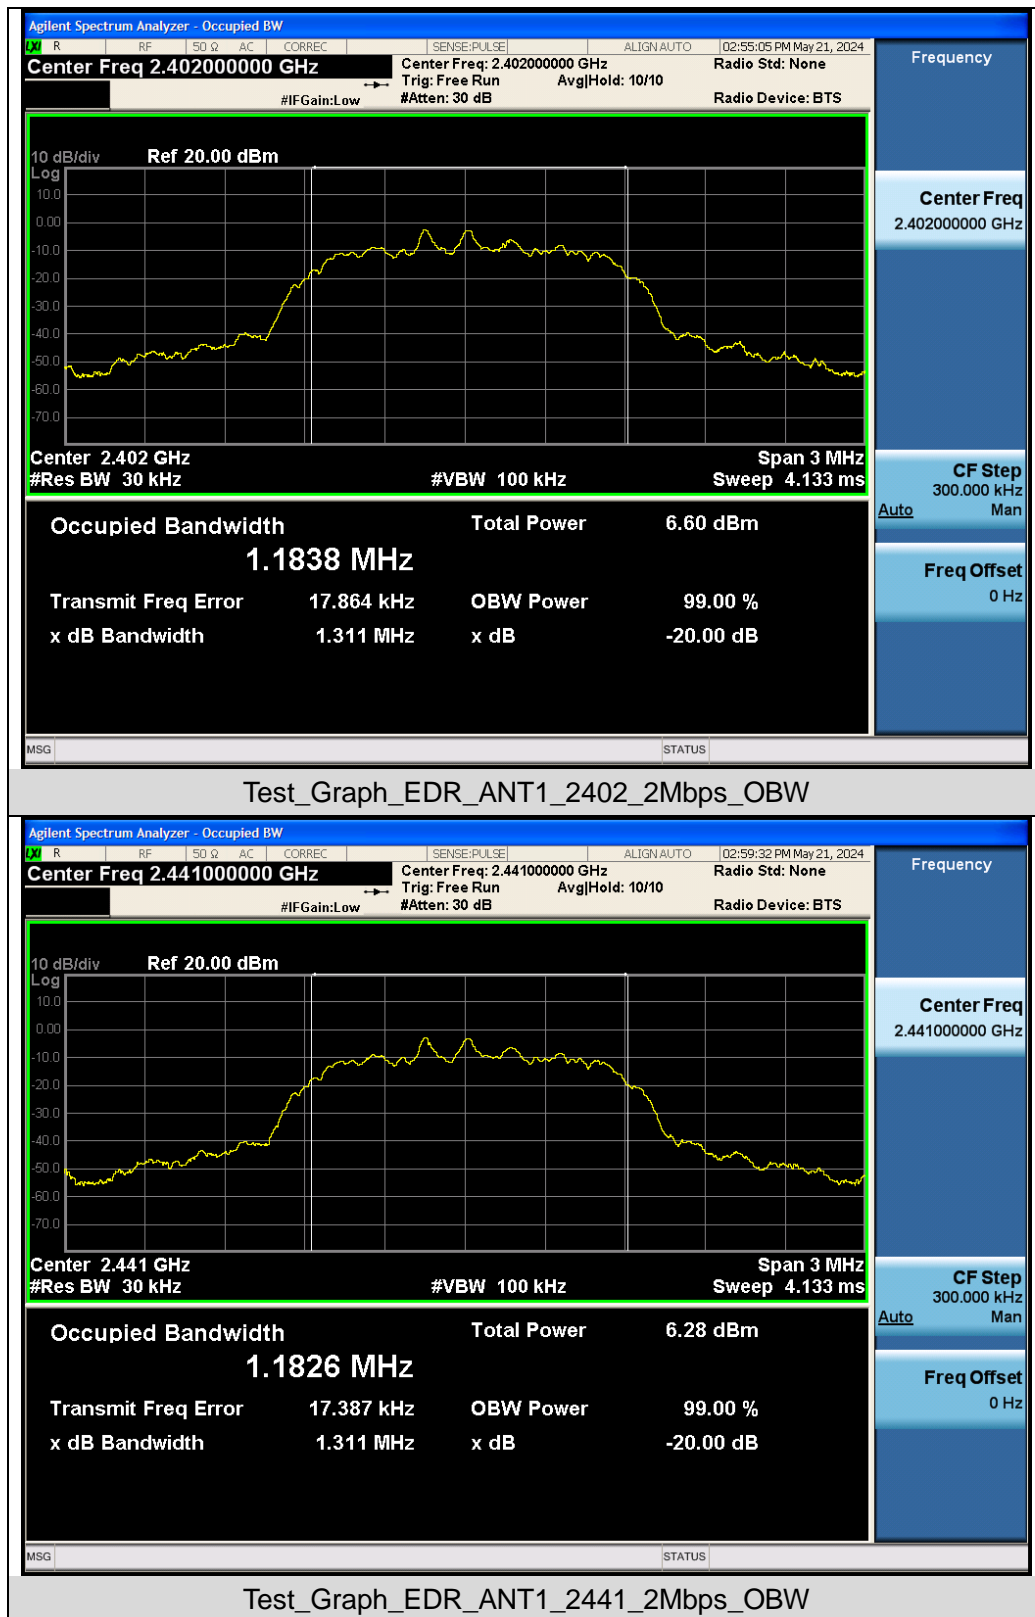 Agilent Spectrum Analyzer - Occupied BW
LXI R RF 50 Ω AC CORREC SENSE:PULSE ALIGN AUTO 02:55:05 PM May 21, 2024
Center Freq 2.402000000 GHz Center Freq: 2.402000000 GHz Radio Std: None Frequency
Trig: Free Run Avg|Hold: 10/10
#IFGain:Low #Atten: 30 dB Radio Device: BTS
10 dB/div Ref 20.00 dBm
Log
10.0
0.00
-10.0
-20.0
-30.0
-40.0
-50.0
-60.0
-70.0
Center Freq
2.402000000 GHz
Center 2.402 GHz Span 3 MHz
#Res BW 30 kHz #VBW 100 kHz Sweep 4.133 ms
CF Step
300.000 kHz
Auto Man
Occupied Bandwidth Total Power 6.60 dBm
1.1838 MHz
Freq Offset
0 Hz
Transmit Freq Error 17.864 kHz OBW Power 99.00 %
x dB Bandwidth 1.311 MHz x dB -20.00 dB
MSG STATUS
Test_Graph_EDR_ANT1_2402_2Mbps_OBW
Agilent Spectrum Analyzer - Occupied BW
LXI R RF 50 Ω AC CORREC SENSE:PULSE ALIGN AUTO 02:59:32 PM May 21, 2024
Center Freq 2.441000000 GHz Center Freq: 2.441000000 GHz Radio Std: None Frequency
Trig: Free Run Avg|Hold: 10/10
#IFGain:Low #Atten: 30 dB Radio Device: BTS
10 dB/div Ref 20.00 dBm
Log
10.0
0.00
-10.0
-20.0
-30.0
-40.0
-50.0
-60.0
-70.0
Center Freq
2.441000000 GHz
Center 2.441 GHz Span 3 MHz
#Res BW 30 kHz #VBW 100 kHz Sweep 4.133 ms
CF Step
300.000 kHz
Auto Man
Occupied Bandwidth Total Power 6.28 dBm
1.1826 MHz
Freq Offset
0 Hz
Transmit Freq Error 17.387 kHz OBW Power 99.00 %
x dB Bandwidth 1.311 MHz x dB -20.00 dB
MSG STATUS
Test_Graph_EDR_ANT1_2441_2Mbps_OBW